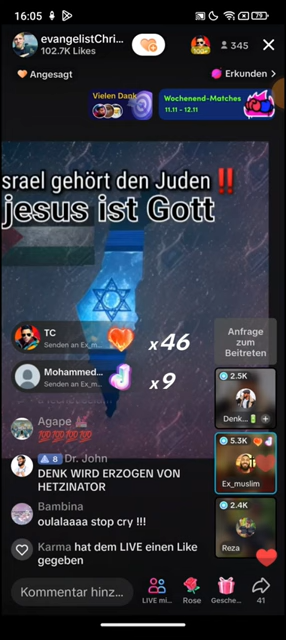 16:05
79
evangelistChri...
102.7K Likes
345
Angesagt
Erkunden
Vielen Dank
Wochenend-Matches
11.11 - 12.11
srael gehört den Juden‼️
jesus ist Gott
TC
Senden an Ex_m...
x46
Mohammed...
Senden an Ex_m...
x9
Anfrage
zum
Beitreten
2.5K
Denk...
5.3K
Ex_muslim
2.4K
Reza
Agape
💯💯💯💯
8 Dr. John
DENK WIRD ERZOGEN VON
HETZINATOR
Bambina
oulalaaaa stop cry !!!
Karma hat dem LIVE einen Like
gegeben
Kommentar hinz...
LIVE mi...
Rose
Gesche...
41